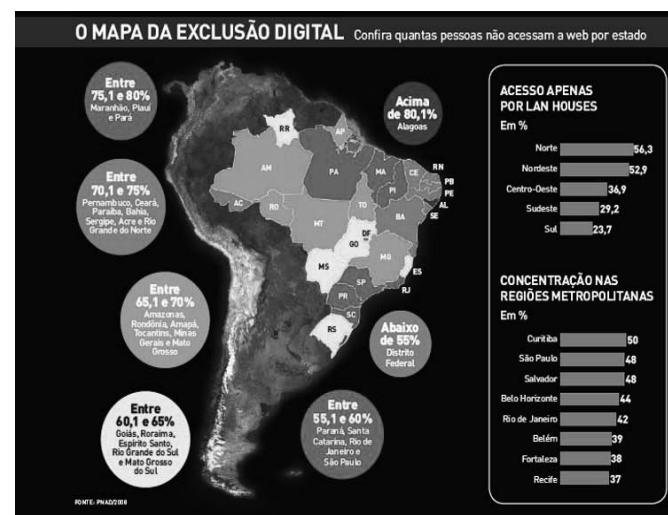 O MAPA DA EXCLUSÃO DIGITAL Confira quantas pessoas não acessam a web por estado
Entre
75,1 e 80%
Maranhão, Piauí
e Pará
Acima
de 80,1%
Alagoas
Entre
70,1 e 75%
Pernambuco, Ceará,
Paraíba, Bahia,
Sergipe, Acre e Rio
Grande do Norte
Entre
65,1 e 70%
Amazonas,
Rondônia, Amapá,
Tocantins, Minas
Gerais e Mato
Grosso
Entre
60,1 e 65%
Goiás, Roraima,
Espírito Santo,
Rio Grande do Sul
e Mato Grosso
do Sul
Abaixo
de 55%
Distrito
Federal
Entre
55,1 e 60%
Paraná, Santa
Catarina, Rio de
Janeiro e
São Paulo
RR
AP
AM
PA
MA
CE
RN
PB
PE
AL
SE
PI
AC
RO
TO
BA
MT
DF
GO
MG
ES
MS
SP
RJ
PR
SC
RS
FONTE: PNAD/2008
ACESSO APENAS
POR LAN HOUSES
Em %
Norte 56,3
Nordeste 52,9
Centro-Oeste 36,9
Sudeste 29,2
Sul 23,7
CONCENTRAÇÃO NAS
REGIÕES METROPOLITANAS
Em %
Curitiba 50
São Paulo 48
Salvador 48
Belo Horizonte 44
Rio de Janeiro 42
Belém 39
Fortaleza 38
Recife 37